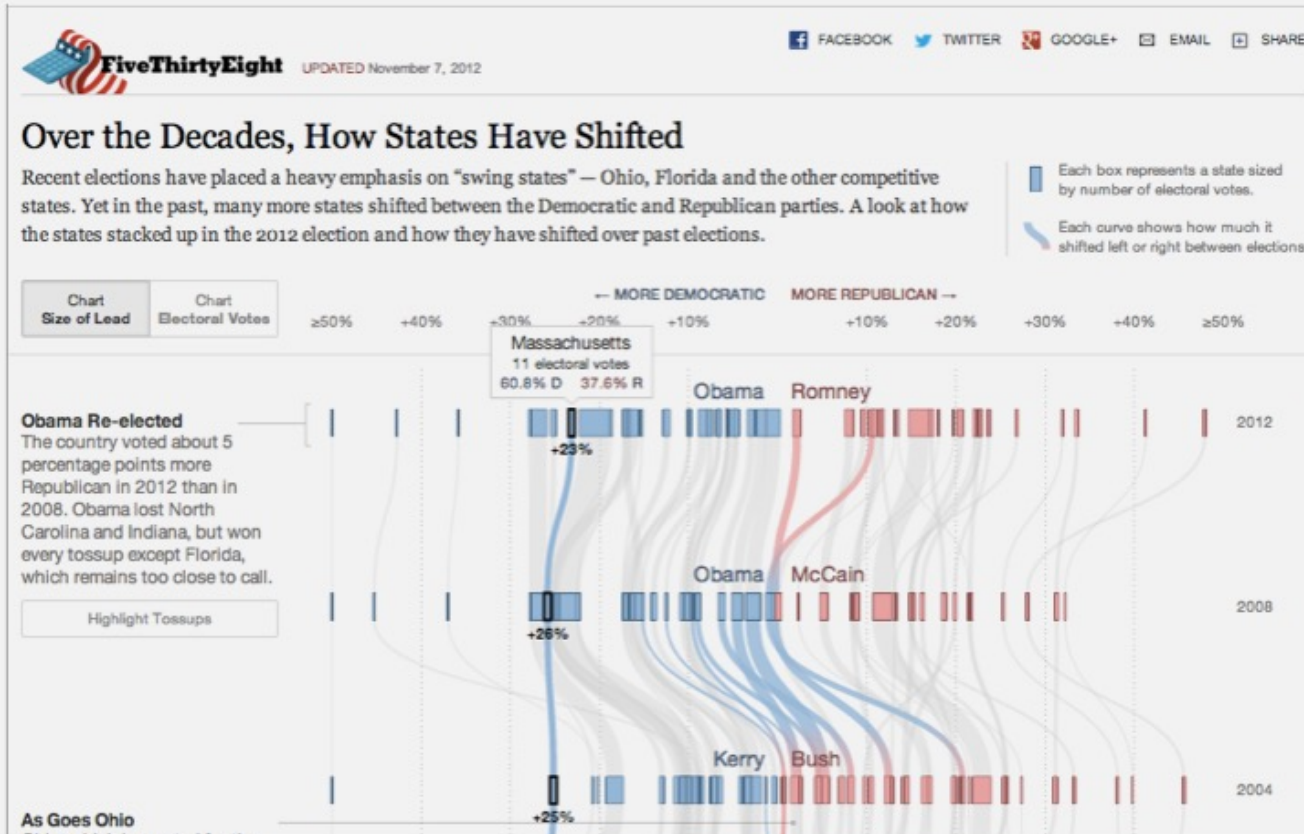 FiveThirtyEight UPDATED November 7, 2012
FACEBOOK TWITTER GOOGLE+ EMAIL SHARE
Over the Decades, How States Have Shifted
Recent elections have placed a heavy emphasis on “swing states” — Ohio, Florida and the other competitive
states. Yet in the past, many more states shifted between the Democratic and Republican parties. A look at how
the states stacked up in the 2012 election and how they have shifted over past elections.
Each box represents a state sized
by number of electoral votes.
Each curve shows how much it
shifted left or right between elections
Chart
Size of Lead
Chart
Electoral Votes
← MORE DEMOCRATIC MORE REPUBLICAN →
≥50% +40% +30% +20% +10% +10% +20% +30% +40% ≥50%
Massachusetts
11 electoral votes
60.8% D 37.6% R
Obama Romney
2012
+23%
Obama Re-elected
The country voted about 5
percentage points more
Republican in 2012 than in
2008. Obama lost North
Carolina and Indiana, but won
every tossup except Florida,
which remains too close to call.
Highlight Tossups
Obama McCain
2008
+26%
Kerry Bush
2004
+25%
As Goes Ohio